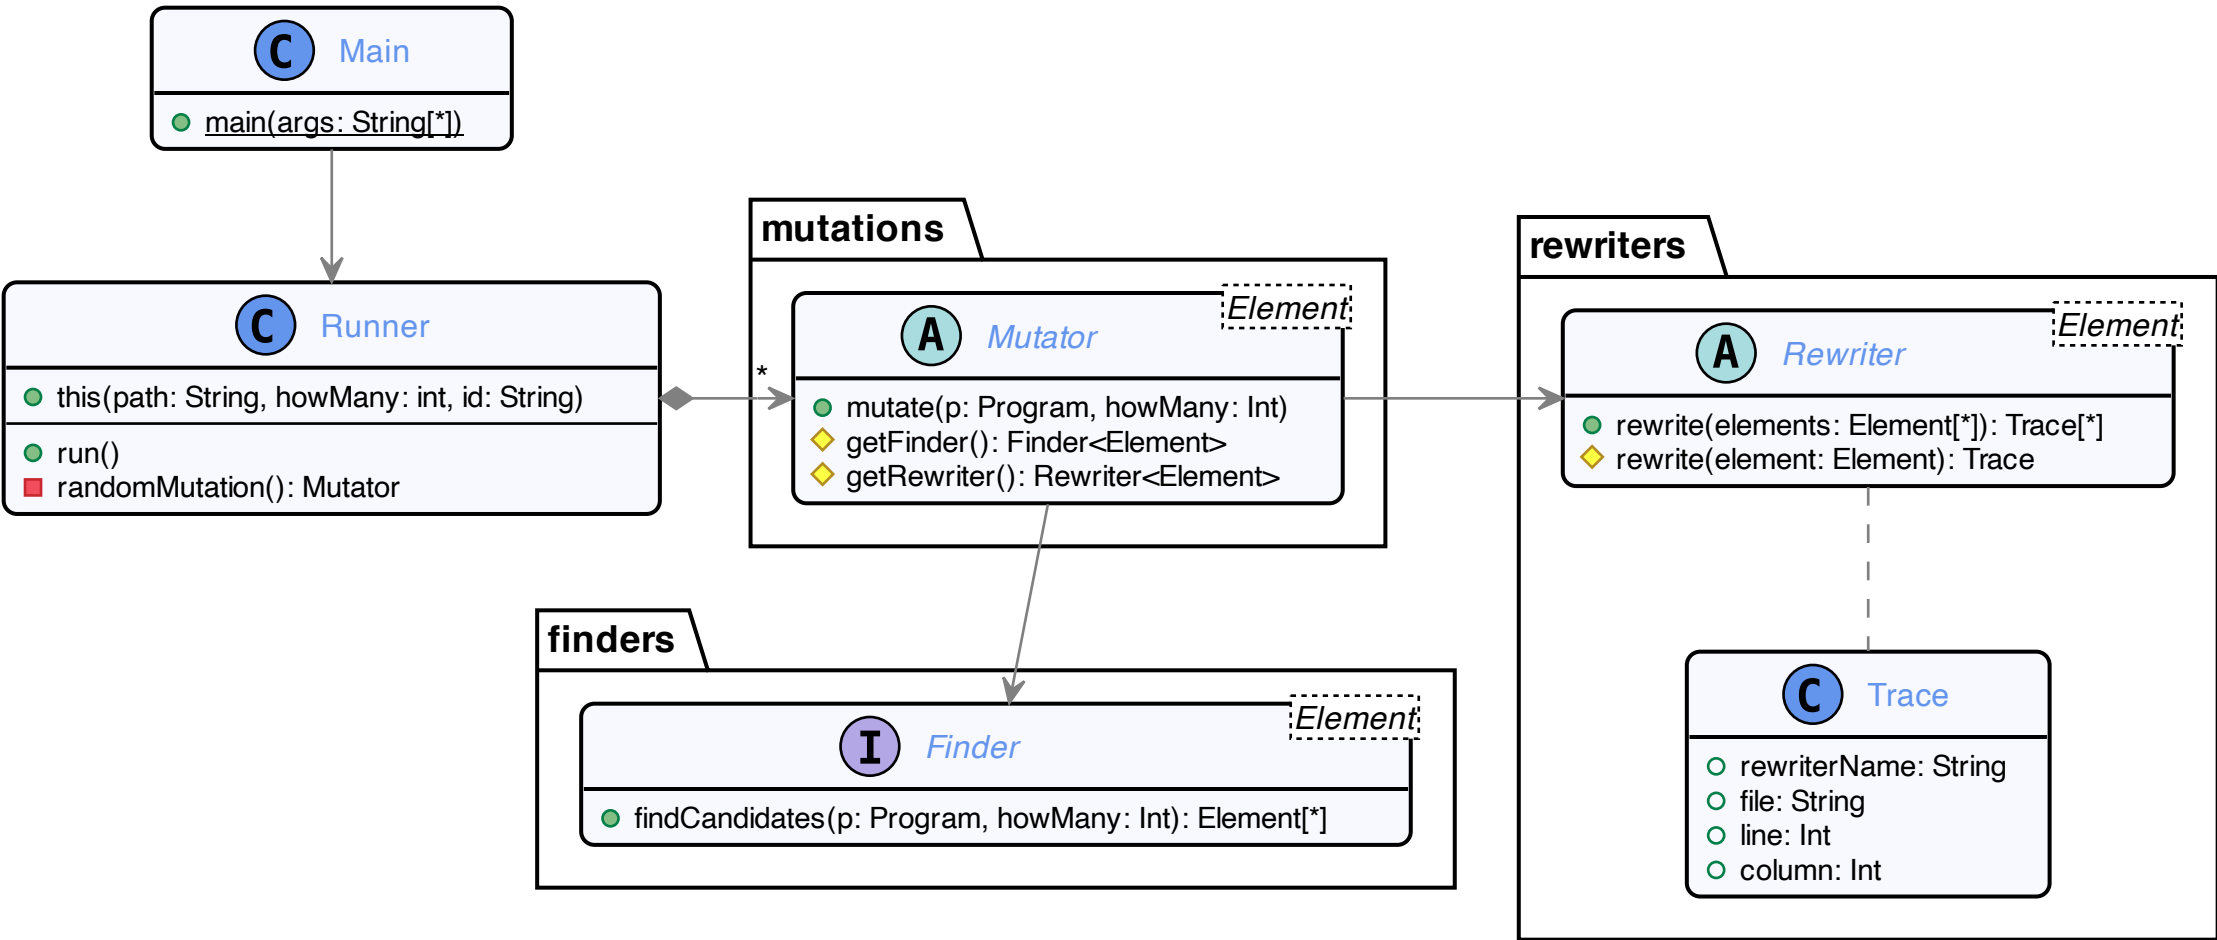 C Main
main(args: String[*])
C Runner
this(path: String, howMany: int, id: String)
run()
randomMutation(): Mutator
*
mutations
Element
A Mutator
mutate(p: Program, howMany: Int)
getFinder(): Finder<Element>
getRewriter(): Rewriter<Element>
rewriters
Element
A Rewriter
rewrite(elements: Element[*]): Trace[*]
rewrite(element: Element): Trace
finders
Element
I Finder
findCandidates(p: Program, howMany: Int): Element[*]
C Trace
rewriterName: String
file: String
line: Int
column: Int